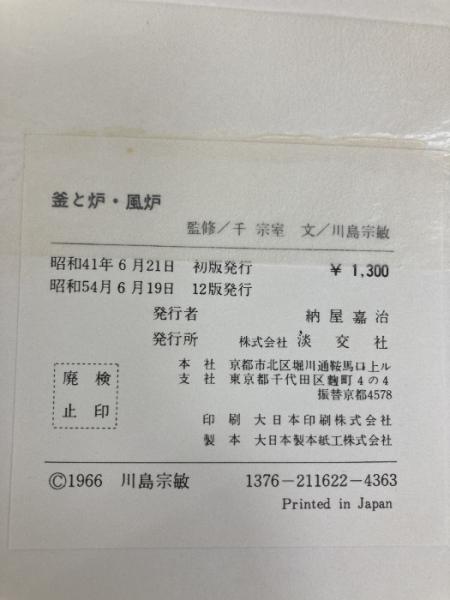 釜と炉・風炉
監修/千 宗室 文/川島宗敏
昭和41年6月21日 初版発行 ¥ 1,300
昭和54年6月19日 12版発行
発行者 納屋嘉治
発行所 株式会社 淡交社
本社 京都市北区堀川通鞍馬口上ル
支社 東京都千代田区麴町4の4
振替京都4578
検印
廃止
印刷 大日本印刷株式会社
製本 大日本製本紙工株式会社
©1966 川島宗敏 1376-211622-4363
Printed in Japan